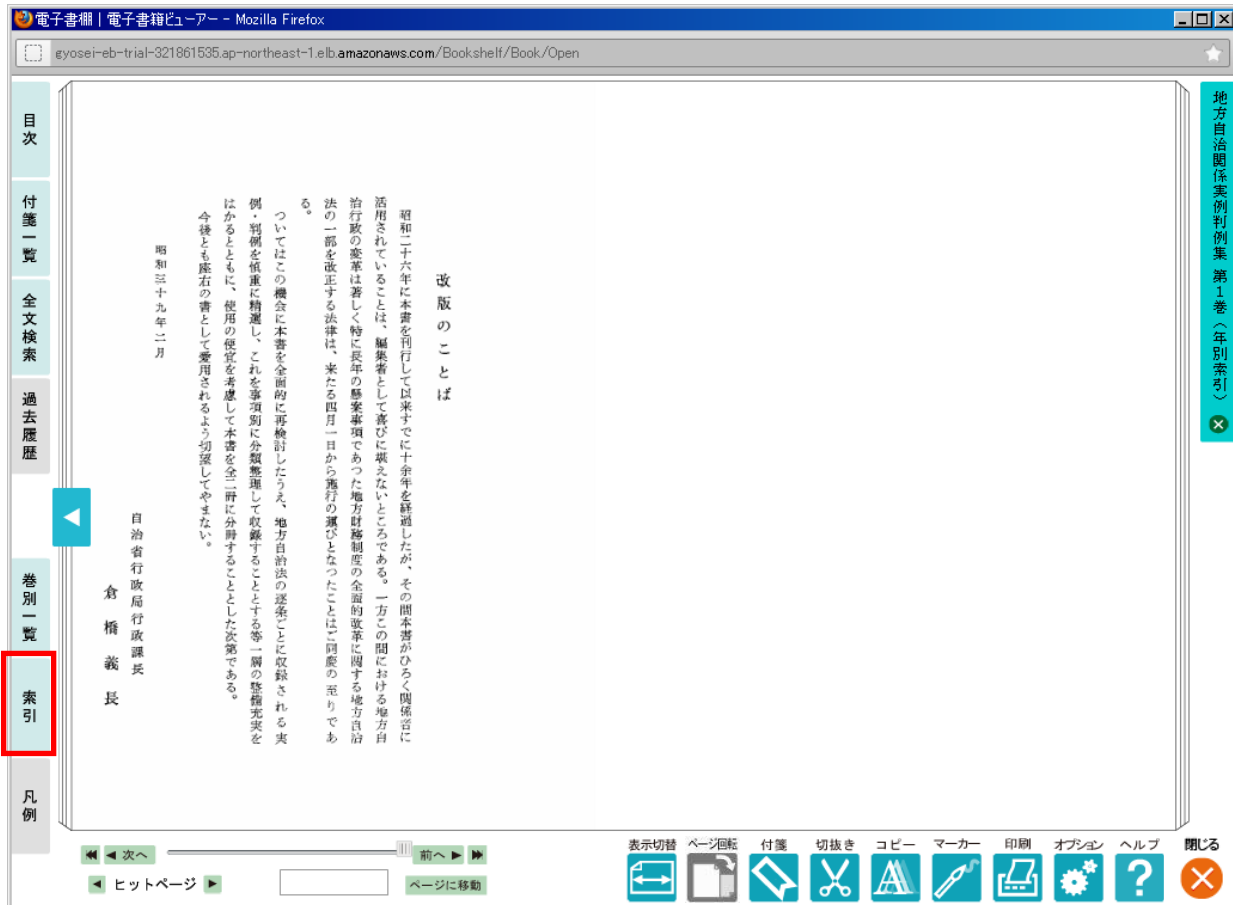 電子書棚 | 電子書籍ビューアー - Mozilla Firefox
gyosei-eb-trial-321861535.ap-northeast-1.elb.amazonaws.com/Bookshelf/Book/Open
目次
付箋一覧
全文検索
過去履歴
巻別一覧
索引
凡例
地方自治関係実例判例集 第1巻（年別索引）
改版のことば
昭和二十六年に本書を刊行して以来すでに十余年を経過したが、その間本書がひろく関係者に
活用されていることは、編集者として喜びに堪えないところである。一方この間における地方自
治行政の変革は著しく特に長年の懸案事項であつた地方財務制度の全面的改革に関する地方自治
法の一部を改正する法律は、来たる四月一日から施行の運びとなつたことはご同慶の至りであ
る。
ついてはこの機会に本書を全面的に再検討したうえ、地方自治法の逐条ごとに収録される実
例・判例を慎重に精選し、これを事項別に分類整理して収録することとする等一層の整備充実を
はかるとともに、使用の便宜を考慮して本書を全二冊に分冊することとした次第である。
今後とも座右の書として愛用されるよう切望してやまない。
昭和三十九年二月
自治省行政局行政課長
倉橋義長
次へ
前へ
ヒットページ
ページに移動
表示切替
ページ回転
付箋
切抜き
コピー
マーカー
印刷
オプション
ヘルプ
閉じる